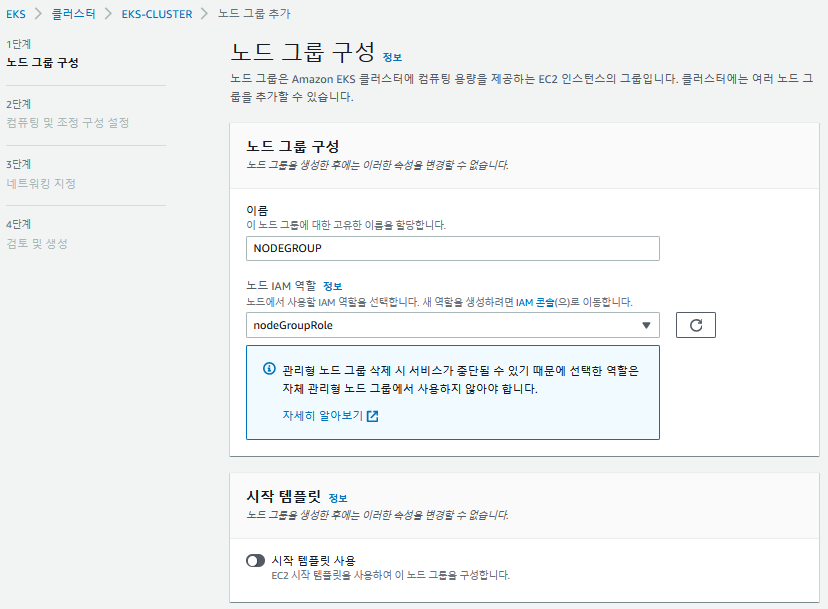 EKS > 클러스터 > EKS-CLUSTER > 노드 그룹 추가
1단계
노드 그룹 구성
2단계
컴퓨팅 및 조정 구성 설정
3단계
네트워킹 지정
4단계
검토 및 생성
노드 그룹 구성 정보
노드 그룹은 Amazon EKS 클러스터에 컴퓨팅 용량을 제공하는 EC2 인스턴스의 그룹입니다. 클러스터에는 여러 노드 그
룹을 추가할 수 있습니다.
노드 그룹 구성
노드 그룹을 생성한 후에는 이러한 속성을 변경할 수 없습니다.
이름
이 노드 그룹에 대한 고유한 이름을 할당합니다.
NODEGROUP
노드 IAM 역할 정보
노드에서 사용할 IAM 역할을 선택합니다. 새 역할을 생성하려면 IAM 콘솔(으)로 이동합니다.
nodeGroupRole
관리형 노드 그룹 삭제 시 서비스가 중단될 수 있기 때문에 선택한 역할은
자체 관리형 노드 그룹에서 사용하지 않아야 합니다.
자세히 알아보기
시작 템플릿 정보
노드 그룹을 생성한 후에는 이러한 속성을 변경할 수 없습니다.
시작 템플릿 사용
EC2 시작 템플릿을 사용하여 이 노드 그룹을 구성합니다.